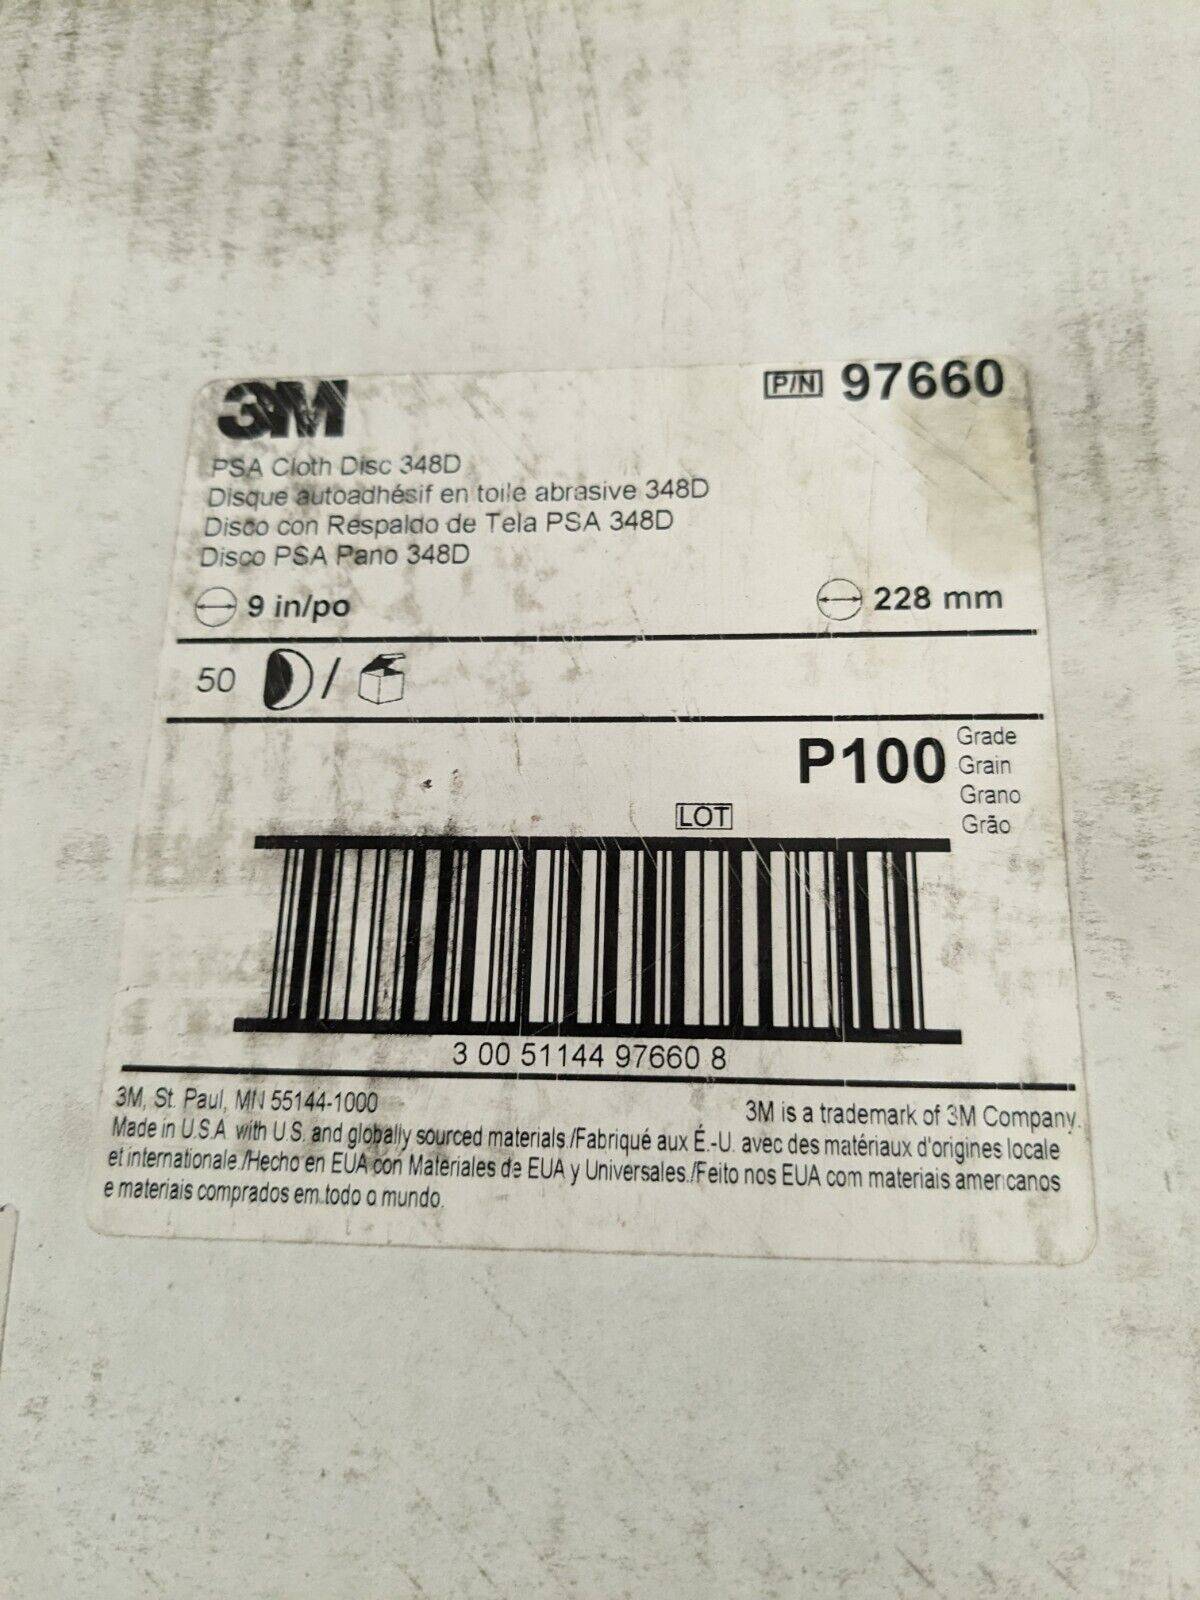 3M
P/N 97660
PSA Cloth Disc 348D
Disque autoadhésif en toile abrasive 348D
Disco con Respaldo de Tela PSA 348D
Disco PSA Pano 348D
9 in/po
228 mm
50 /
P100
Grade
Grain
Grano
Grão
LOT
3 00 51144 97660 8
3M, St. Paul, MN 55144-1000
3M is a trademark of 3M Company.
Made in U.S.A. with U.S. and globally sourced materials./Fabriqué aux É.-U. avec des matériaux d'origines locale
et internationale./Hecho en EUA con Materiales de EUA y Universales./Feito nos EUA com materiais americanos
e materiais comprados em todo o mundo.